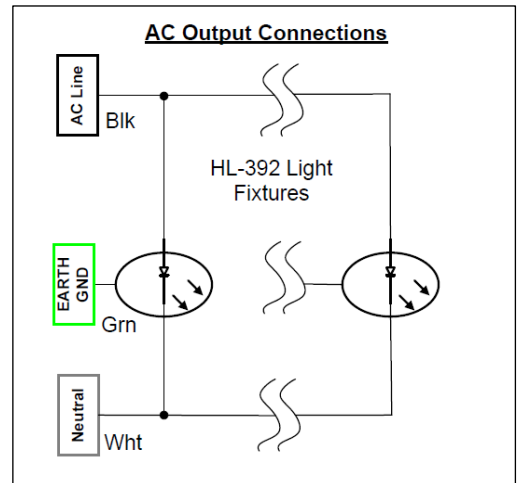 AC Output Connections
AC Line
Blk
HL-392 Light
Fixtures
EARTH
GND
Grn
Neutral
Wht